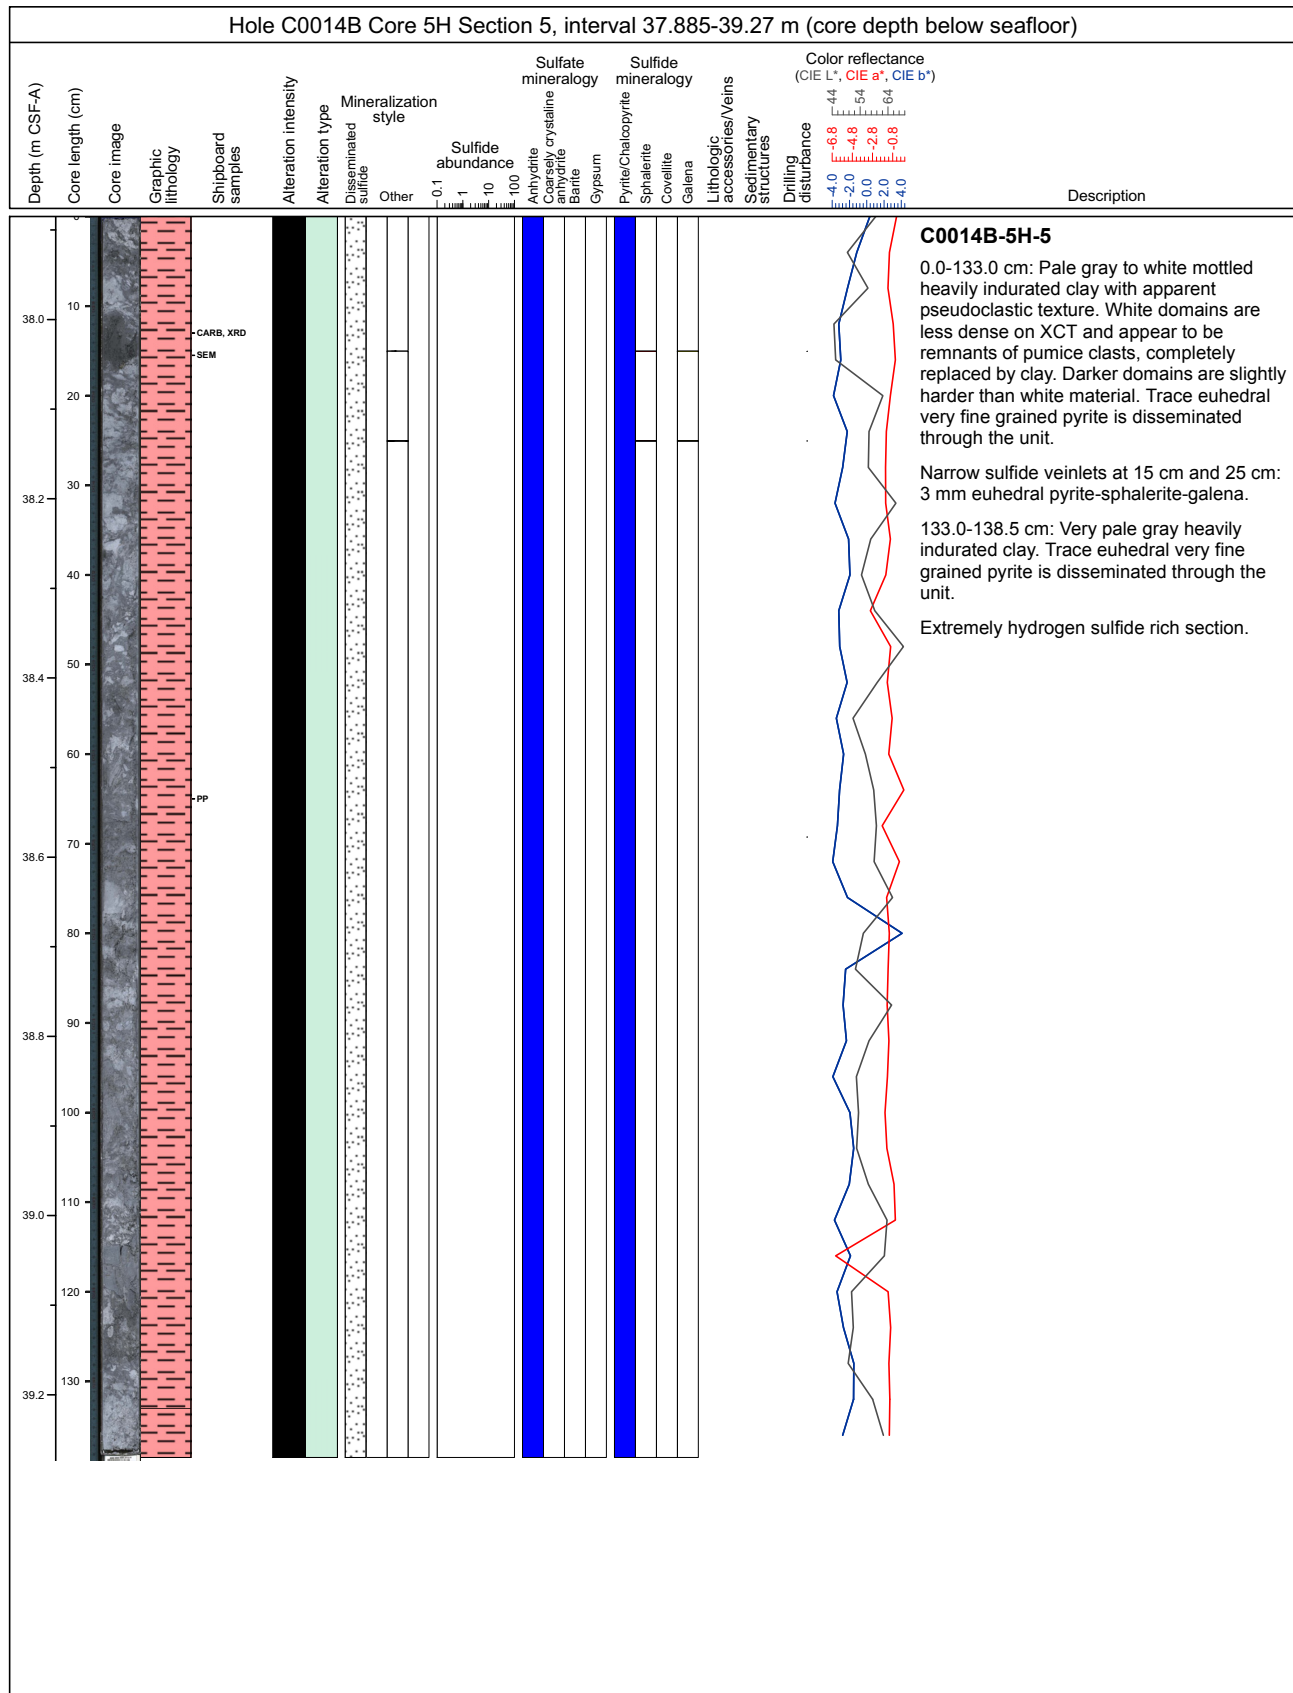 Hole C0014B Core 5H Section 5, interval 37.885-39.27 m (core depth below seafloor)
Depth (m CSF-A)
Core length (cm)
Core image
Graphic
lithology
Shipboard
samples
Alteration intensity
Alteration type
Mineralization
style
Disseminated
sulfide
Other
Sulfide
abundance
0.1
1
10
100
Sulfate
mineralogy
Anhydrite
Coarsely crystaline
anhydrite
Barite
Gypsum
Sulfide
mineralogy
Pyrite/Chalcopyrite
Sphalerite
Covellite
Galena
Lithologic
accessories/Veins
Sedimentary
structures
Drilling
disturbance
Color reflectance
(CIE L*, CIE a*, CIE b*)
44
54
64
-6.8
-4.8
-2.8
-0.8
-4.0
-2.0
0.0
2.0
4.0
Description
0
10
38.0
20
30
38.2
40
50
38.4
60
70
38.6
80
90
38.8
100
110
39.0
120
130
39.2
CARB, XRD
SEM
PP
C0014B-5H-5
0.0-133.0 cm: Pale gray to white mottled
heavily indurated clay with apparent
pseudoclastic texture. White domains are
less dense on XCT and appear to be
remnants of pumice clasts, completely
replaced by clay. Darker domains are slightly
harder than white material. Trace euhedral
very fine grained pyrite is disseminated
through the unit.
Narrow sulfide veinlets at 15 cm and 25 cm:
3 mm euhedral pyrite-sphalerite-galena.
133.0-138.5 cm: Very pale gray heavily
indurated clay. Trace euhedral very fine
grained pyrite is disseminated through the
unit.
Extremely hydrogen sulfide rich section.